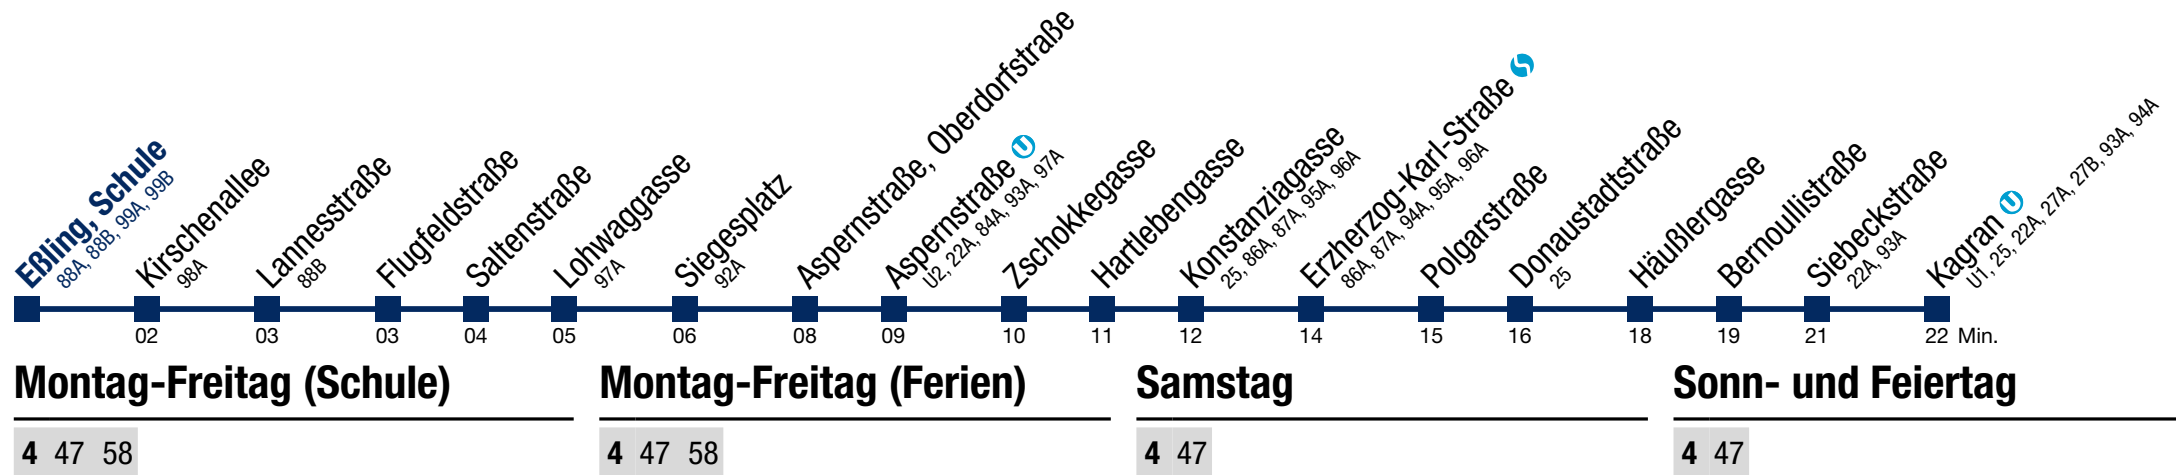 Eßling, Schule
88A, 88B, 99A, 99B
Kirschenallee
98A
Lannesstraße
88B
Flugfeldstraße
Saltenstraße
Lohwaggasse
97A
Siegesplatz
92A
Aspernstraße, Oberdorfstraße
Aspernstraße
U2, 22A, 84A, 93A, 97A
Zschokkegasse
Hartlebengasse
Konstanziagasse
25, 86A, 87A, 95A, 96A
Erzherzog-Karl-Straße
86A, 87A, 94A, 95A, 96A
Polgarstraße
Donaustadtstraße
25
Häußlergasse
Bernoullistraße
Siebeckstraße
22A, 93A
Kagran
U1, 25, 22A, 27A, 27B, 93A, 94A
02 03 03 04 05 06 08 09 10 11 12 14 15 16 18 19 21 22 Min.
Montag-Freitag (Schule) Montag-Freitag (Ferien) Samstag Sonn- und Feiertag
4 47 58 4 47 58 4 47 4 47